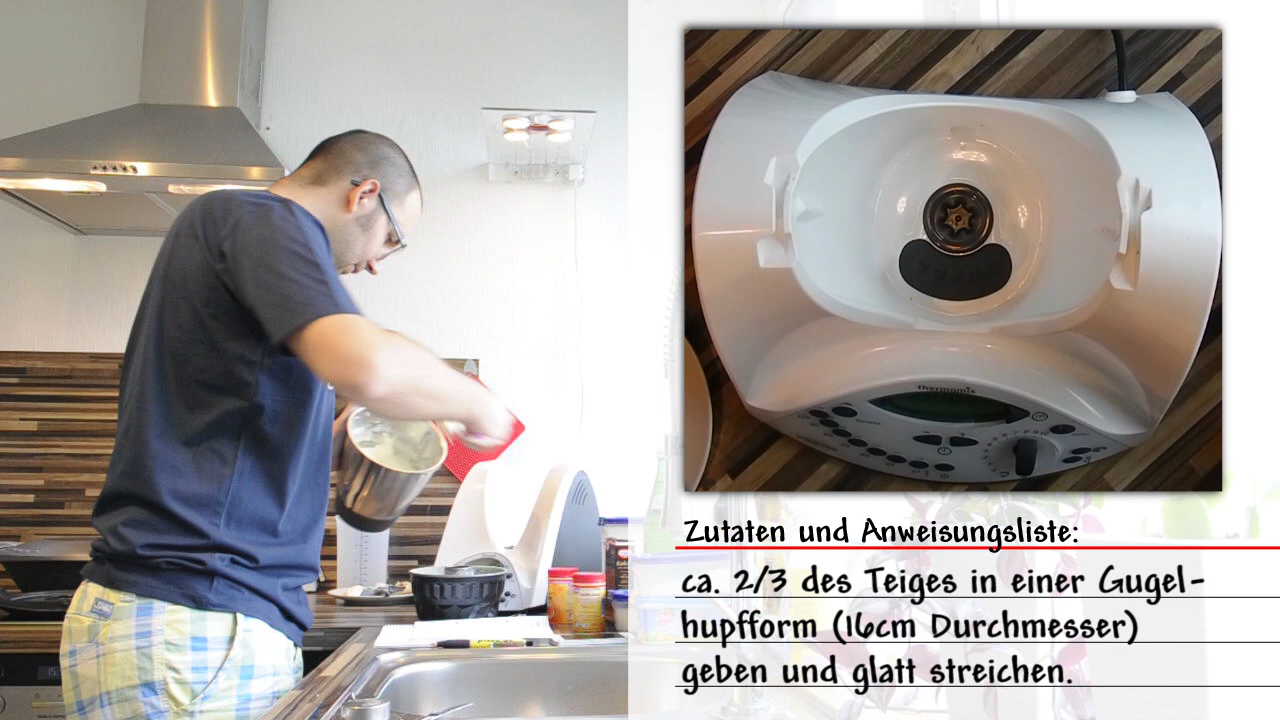 thermomix
Zutaten und Anweisungsliste:
ca. 2/3 des Teiges in einer Gugel-
hupfform (16cm Durchmesser)
geben und glatt streichen.